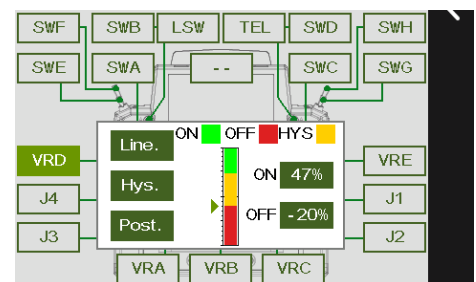 SWF SWB LSW TEL SWD SWH
SWE SWA -- SWC SWG
ON OFF HYS
Line.
VRD ON 47% VRE
Hys.
J4 J1
OFF -20%
Post.
J3 J2
VRA VRB VRC